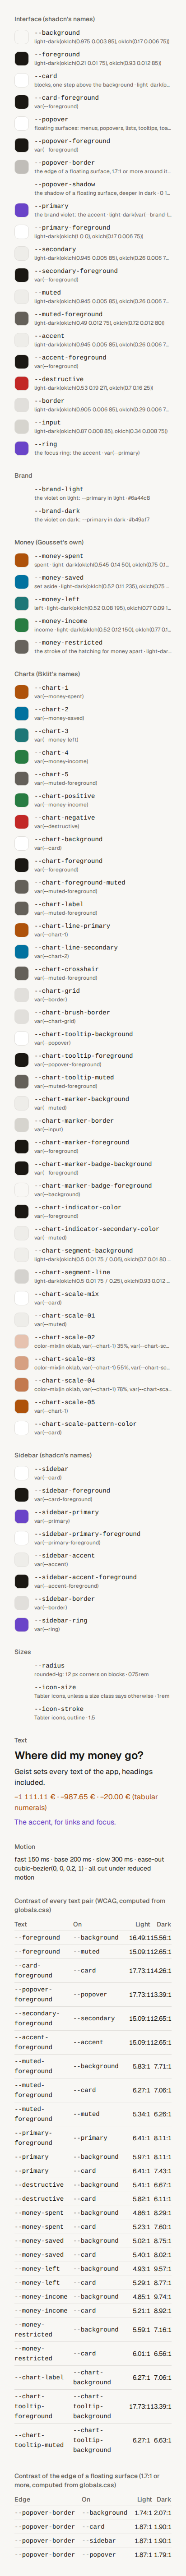 Interface (shadcn's names)
--background
light-dark(oklch(0.975 0.003 85), oklch(0.17 0.006 75))
--foreground
light-dark(oklch(0.21 0.01 75), oklch(0.93 0.012 85))
--card
blocks, one step above the background · light-dark(o…
--card-foreground
var(--foreground)
--popover
floating surfaces: menus, popovers, lists, tooltips, toa…
--popover-foreground
var(--foreground)
--popover-border
the edge of a floating surface, 1.7:1 or more around it…
--popover-shadow
the shadow of a floating surface, deeper in dark · 0 1…
--primary
the brand violet: the accent · light-dark(var(--brand-l…
--primary-foreground
light-dark(oklch(1 0 0), oklch(0.17 0.006 75))
--secondary
light-dark(oklch(0.945 0.005 85), oklch(0.26 0.006 7…
--secondary-foreground
var(--foreground)
--muted
light-dark(oklch(0.945 0.005 85), oklch(0.26 0.006 7…
--muted-foreground
light-dark(oklch(0.49 0.012 75), oklch(0.72 0.012 80))
--accent
light-dark(oklch(0.945 0.005 85), oklch(0.26 0.006 7…
--accent-foreground
var(--foreground)
--destructive
light-dark(oklch(0.53 0.19 27), oklch(0.7 0.16 25))
--border
light-dark(oklch(0.905 0.006 85), oklch(0.29 0.006 7…
--input
light-dark(oklch(0.87 0.008 85), oklch(0.34 0.008 75))
--ring
the focus ring: the accent · var(--primary)
Brand
--brand-light
the violet on light: --primary in light · #6a44c8
--brand-dark
the violet on dark: --primary in dark · #b49af7
Money (Gousset's own)
--money-spent
spent · light-dark(oklch(0.545 0.14 50), oklch(0.75 0.1…
--money-saved
set aside · light-dark(oklch(0.52 0.11 235), oklch(0.75 …
--money-left
left · light-dark(oklch(0.52 0.08 195), oklch(0.77 0.09 1…
--money-income
income · light-dark(oklch(0.52 0.12 150), oklch(0.77 0.1…
--money-restricted
the stroke of the hatching for money apart · light-dar…
Charts (Bklit's names)
--chart-1
var(--money-spent)
--chart-2
var(--money-saved)
--chart-3
var(--money-left)
--chart-4
var(--money-income)
--chart-5
var(--muted-foreground)
--chart-positive
var(--money-income)
--chart-negative
var(--destructive)
--chart-background
var(--card)
--chart-foreground
var(--foreground)
--chart-foreground-muted
var(--muted-foreground)
--chart-label
var(--muted-foreground)
--chart-line-primary
var(--chart-1)
--chart-line-secondary
var(--chart-2)
--chart-crosshair
var(--muted-foreground)
--chart-grid
var(--border)
--chart-brush-border
var(--chart-grid)
--chart-tooltip-background
var(--popover)
--chart-tooltip-foreground
var(--popover-foreground)
--chart-tooltip-muted
var(--muted-foreground)
--chart-marker-background
var(--muted)
--chart-marker-border
var(--input)
--chart-marker-foreground
var(--foreground)
--chart-marker-badge-background
var(--foreground)
--chart-marker-badge-foreground
var(--background)
--chart-indicator-color
var(--foreground)
--chart-indicator-secondary-color
var(--muted)
--chart-segment-background
light-dark(oklch(0.5 0.01 75 / 0.06), oklch(0.7 0.01 80 …
--chart-segment-line
light-dark(oklch(0.5 0.01 75 / 0.25), oklch(0.93 0.012 …
--chart-scale-mix
var(--card)
--chart-scale-01
var(--muted)
--chart-scale-02
color-mix(in oklab, var(--chart-1) 35%, var(--chart-sc…
--chart-scale-03
color-mix(in oklab, var(--chart-1) 55%, var(--chart-sc…
--chart-scale-04
color-mix(in oklab, var(--chart-1) 78%, var(--chart-sca…
--chart-scale-05
var(--chart-1)
--chart-scale-pattern-color
var(--card)
Sidebar (shadcn's names)
--sidebar
var(--card)
--sidebar-foreground
var(--card-foreground)
--sidebar-primary
var(--primary)
--sidebar-primary-foreground
var(--primary-foreground)
--sidebar-accent
var(--accent)
--sidebar-accent-foreground
var(--accent-foreground)
--sidebar-border
var(--border)
--sidebar-ring
var(--ring)
Sizes
--radius
rounded-lg: 12 px corners on blocks · 0.75rem
--icon-size
Tabler icons, unless a class says otherwise · 1rem
--icon-stroke
Tabler icons, outline · 1.5
Text
Where did my money go?
Geist sets every text of the app, headings
included.
−1 111.11 € · −987.65 € · −20.00 € (tabular
numerals)
The accent, for links and focus.
Motion
fast 150 ms · base 200 ms · slow 300 ms · ease-out
cubic-bezier(0, 0, 0.2, 1) · all cut under reduced
motion
Contrast of every text pair (WCAG, computed from
globals.css)
Text On Light Dark
--foreground --background 16.49:1 15.56:1
--foreground --muted 15.09:1 12.65:1
--card-
foreground --card 17.73:1 14.26:1
--popover-
foreground --popover 17.73:1 13.39:1
--secondary-
foreground --secondary 15.09:1 12.65:1
--accent-
foreground --accent 15.09:1 12.65:1
--muted-
foreground --background 5.83:1 7.71:1
--muted-
foreground --card 6.27:1 7.06:1
--muted-
foreground --muted 5.34:1 6.26:1
--primary-
foreground --primary 6.41:1 8.11:1
--primary --background 5.97:1 8.11:1
--primary --card 6.41:1 7.43:1
--destructive --background 5.41:1 6.67:1
--destructive --card 5.82:1 6.11:1
--money-spent --background 4.86:1 8.29:1
--money-spent --card 5.23:1 7.60:1
--money-saved --background 5.02:1 8.75:1
--money-saved --card 5.40:1 8.02:1
--money-left --background 4.93:1 9.57:1
--money-left --card 5.29:1 8.77:1
--money-income --background 4.85:1 9.74:1
--money-income --card 5.21:1 8.92:1
--money-
restricted --background 5.59:1 7.16:1
--money-
restricted --card 6.01:1 6.56:1
--chart-label --chart-
background 6.27:1 7.06:1
--chart-
tooltip-
foreground --chart-
tooltip-
background 17.73:1 13.39:1
--chart-
tooltip-muted --chart-
tooltip-
background 6.27:1 6.63:1
Contrast of the edge of a floating surface (1.7:1 or
more, computed from globals.css)
Edge On Light Dark
--popover-border --background 1.74:1 2.07:1
--popover-border --card 1.87:1 1.90:1
--popover-border --sidebar 1.87:1 1.90:1
--popover-border --popover 1.87:1 1.79:1